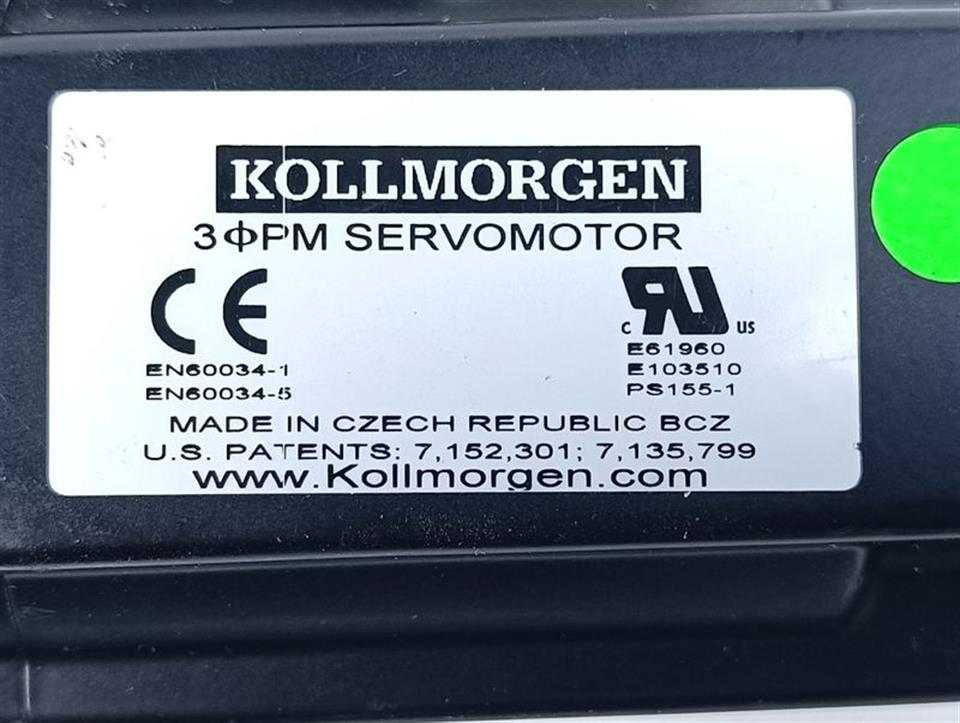 KOLLMORGEN
3ΦPM SERVOMOTOR
CE
c RU us
EN60034-1
EN60034-5
E61960
E103510
PS155-1
MADE IN CZECH REPUBLIC BCZ
U.S. PATENTS: 7,152,301; 7,135,799
www.Kollmorgen.com